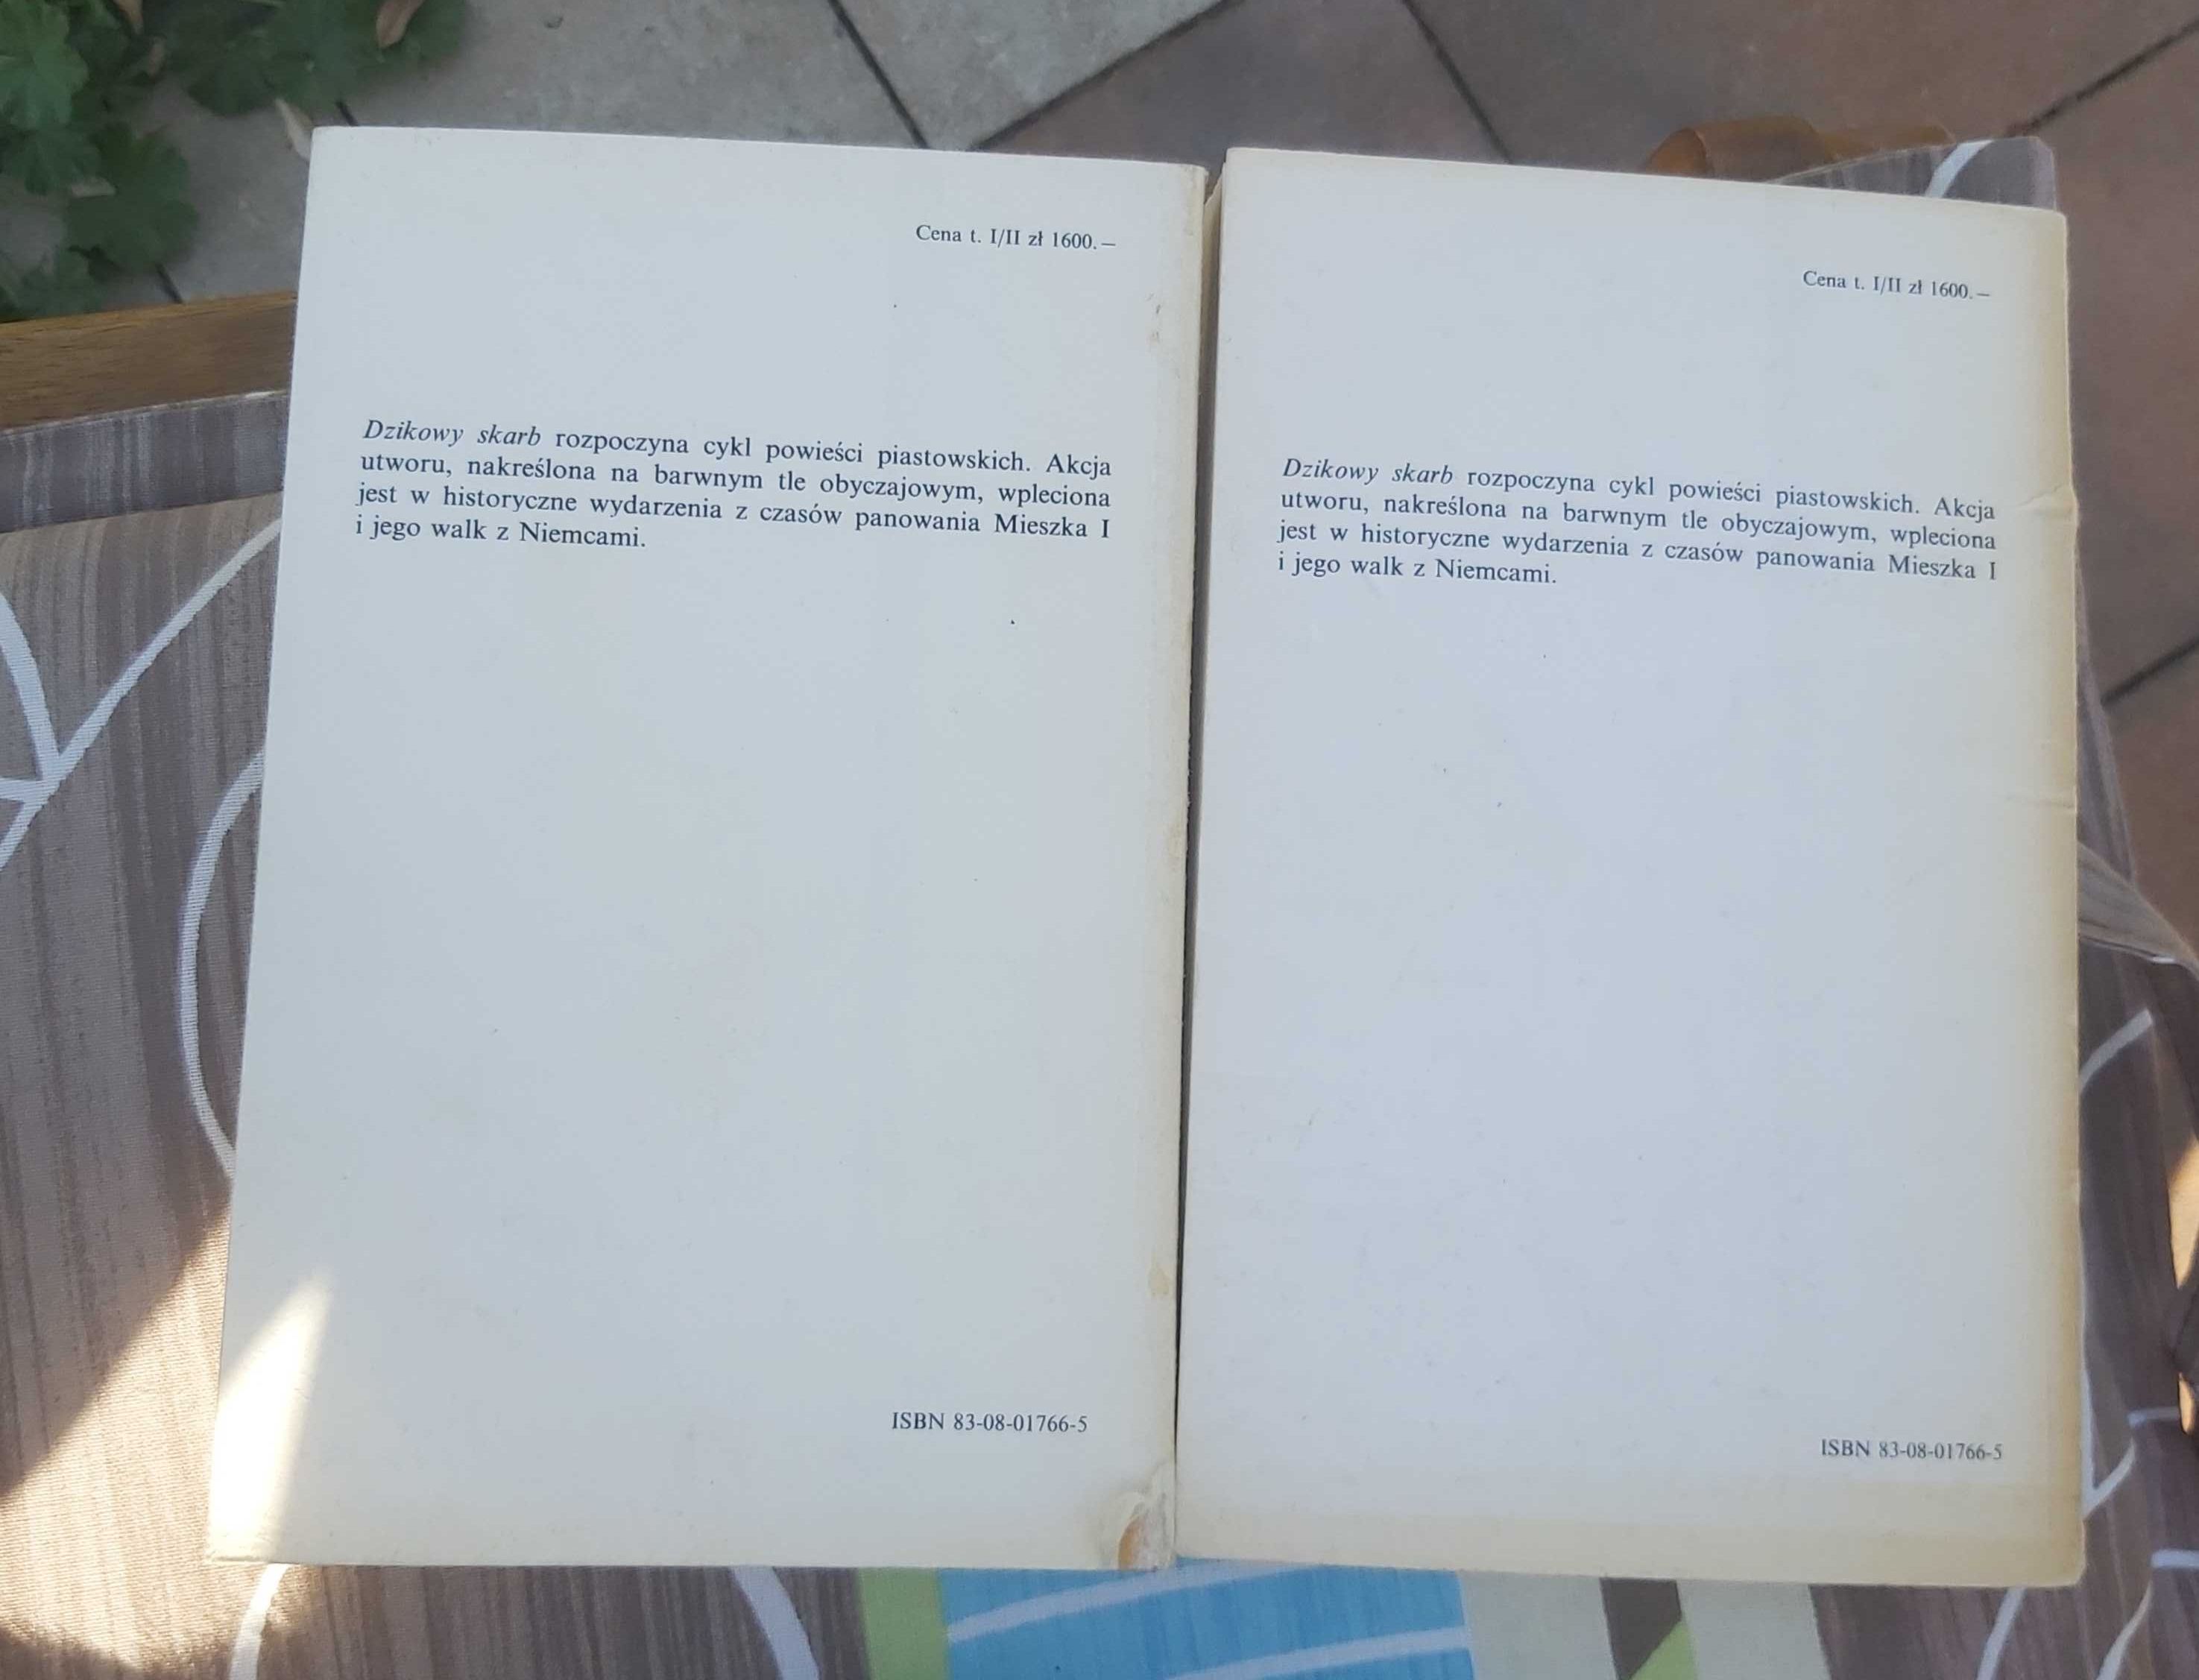 Cena t. I/II zł 1600.—
Dzikowy skarb rozpoczyna cykl powieści piastowskich. Akcja
utworu, nakreślona na barwnym tle obyczajowym, wpleciona
jest w historyczne wydarzenia z czasów panowania Mieszka I
i jego walk z Niemcami.
ISBN 83-08-01766-5
Cena t. I/II zł 1600.—
Dzikowy skarb rozpoczyna cykl powieści piastowskich. Akcja
utworu, nakreślona na barwnym tle obyczajowym, wpleciona
jest w historyczne wydarzenia z czasów panowania Mieszka I
i jego walk z Niemcami.
ISBN 83-08-01766-5